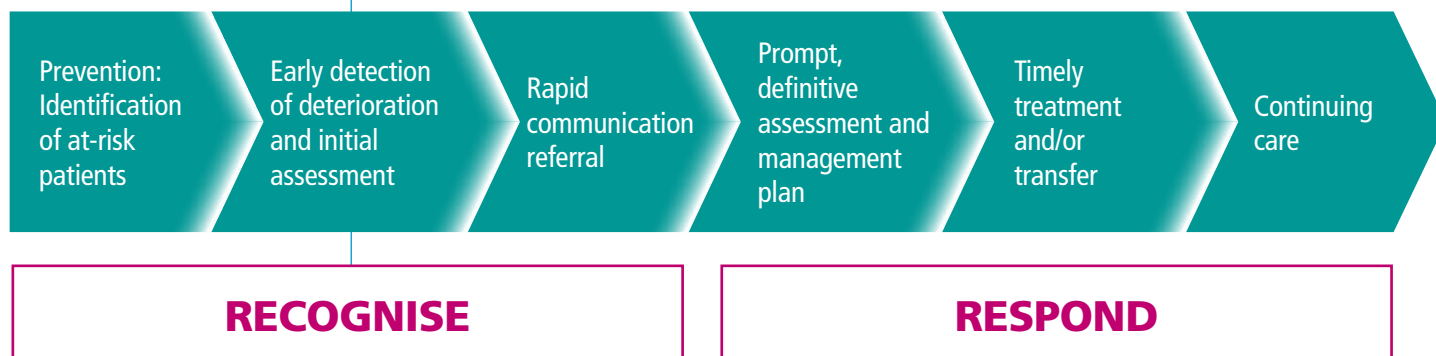 Prevention:
Identification
of at-risk
patients
Early detection
of deterioration
and initial
assessment
Rapid
communication
referral
Prompt,
definitive
assessment and
management
plan
Timely
treatment
and/or
transfer
Continuing
care
RECOGNISE
RESPOND